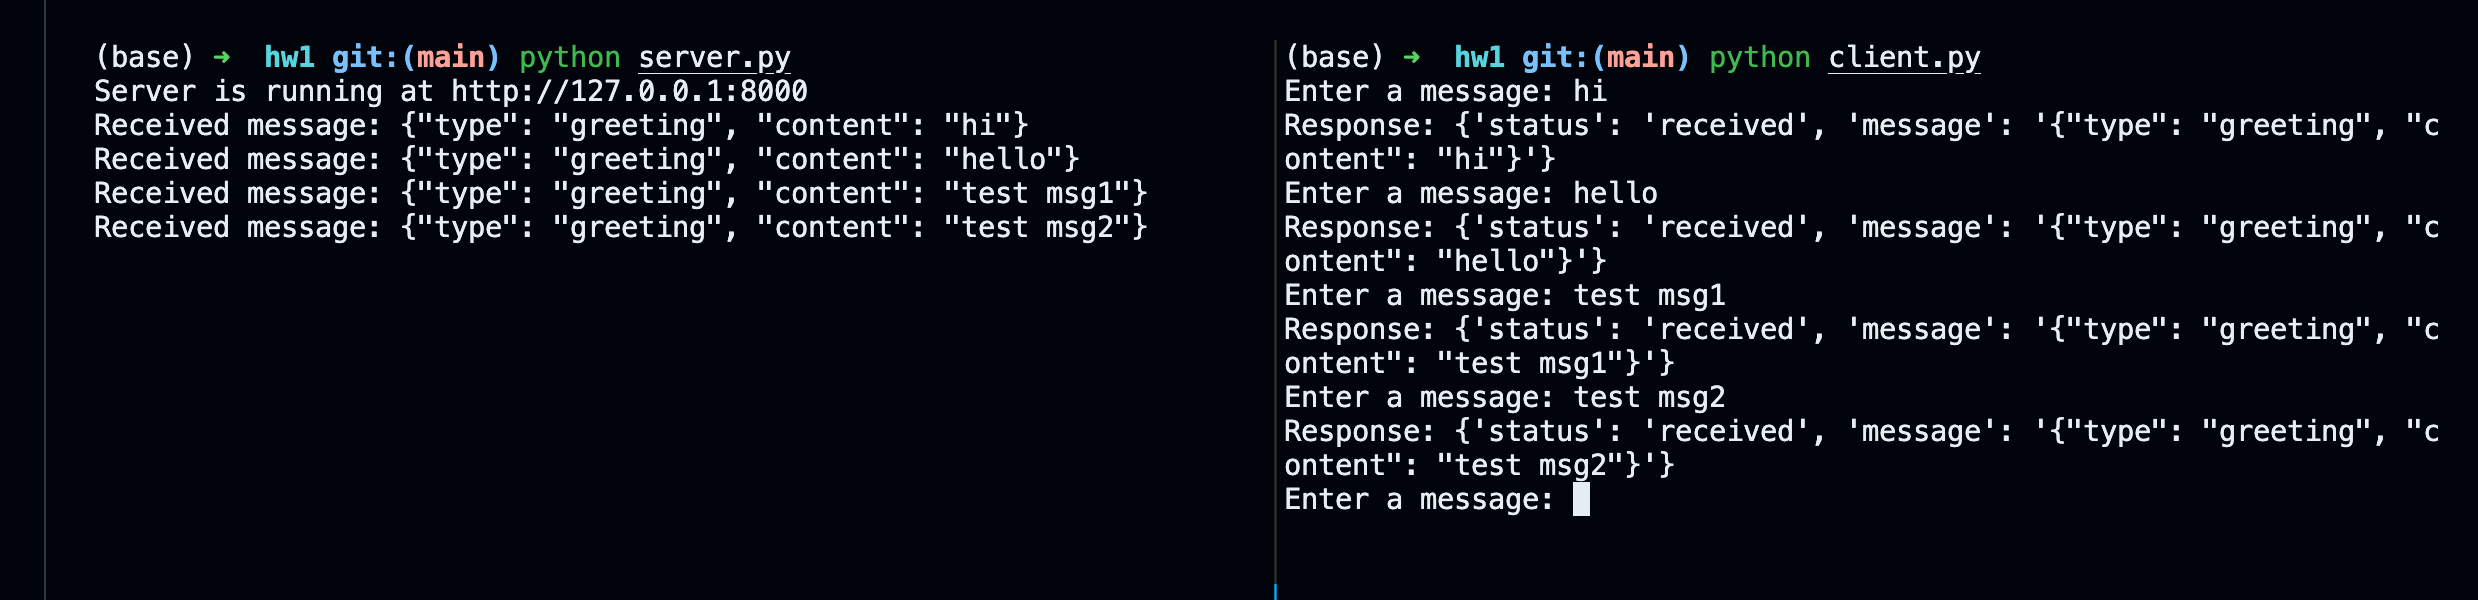 (base) ➜  hw1 git:(main) python server.py
Server is running at http://127.0.0.1:8000
Received message: {"type": "greeting", "content": "hi"}
Received message: {"type": "greeting", "content": "hello"}
Received message: {"type": "greeting", "content": "test msg1"}
Received message: {"type": "greeting", "content": "test msg2"}
(base) ➜  hw1 git:(main) python client.py
Enter a message: hi
Response: {'status': 'received', 'message': '{"type": "greeting", "c
ontent": "hi"}'}
Enter a message: hello
Response: {'status': 'received', 'message': '{"type": "greeting", "c
ontent": "hello"}'}
Enter a message: test msg1
Response: {'status': 'received', 'message': '{"type": "greeting", "c
ontent": "test msg1"}'}
Enter a message: test msg2
Response: {'status': 'received', 'message': '{"type": "greeting", "c
ontent": "test msg2"}'}
Enter a message: